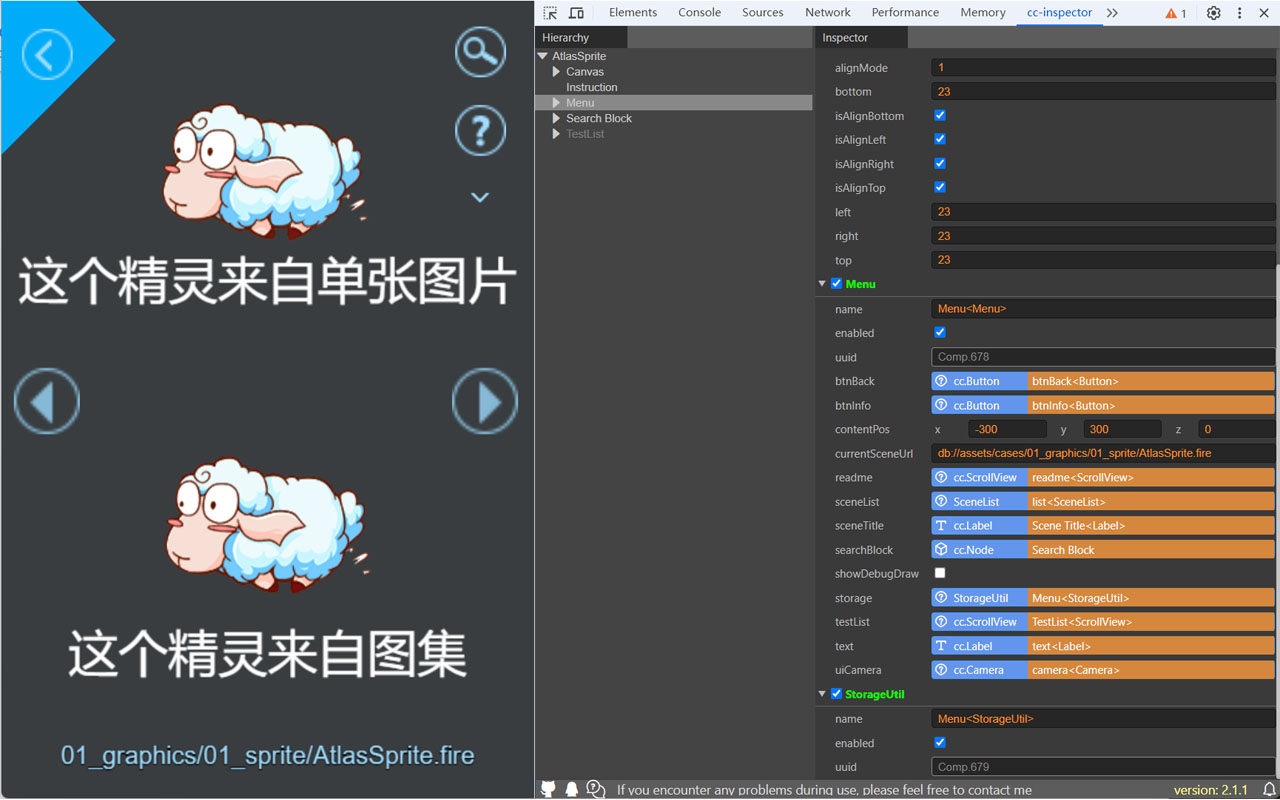 这个精灵来自单张图片
这个精灵来自图集
01_graphics/01_sprite/AtlasSprite.fire
Elements Console Sources Network Performance Memory cc-inspector 1
Hierarchy
AtlasSprite
Canvas
Instruction
Menu
Search Block
TestList
Inspector
alignMode 1
bottom 23
isAlignBottom
isAlignLeft
isAlignRight
isAlignTop
left 23
right 23
top 23
Menu
name Menu<Menu>
enabled
uuid Comp.678
btnBack cc.Button btnBack<Button>
btnInfo cc.Button btnInfo<Button>
contentPos x -300 y 300 z 0
currentSceneUrl db://assets/cases/01_graphics/01_sprite/AtlasSprite.fire
readme cc.ScrollView readme<ScrollView>
sceneList SceneList list<SceneList>
sceneTitle cc.Label Scene Title<Label>
searchBlock cc.Node Search Block
showDebugDraw
storage StorageUtil Menu<StorageUtil>
testList cc.ScrollView TestList<ScrollView>
text cc.Label text<Label>
uiCamera cc.Camera camera<Camera>
StorageUtil
name Menu<StorageUtil>
enabled
uuid Comp.679
If you encounter any problems during use, please feel free to contact me
version: 2.1.1